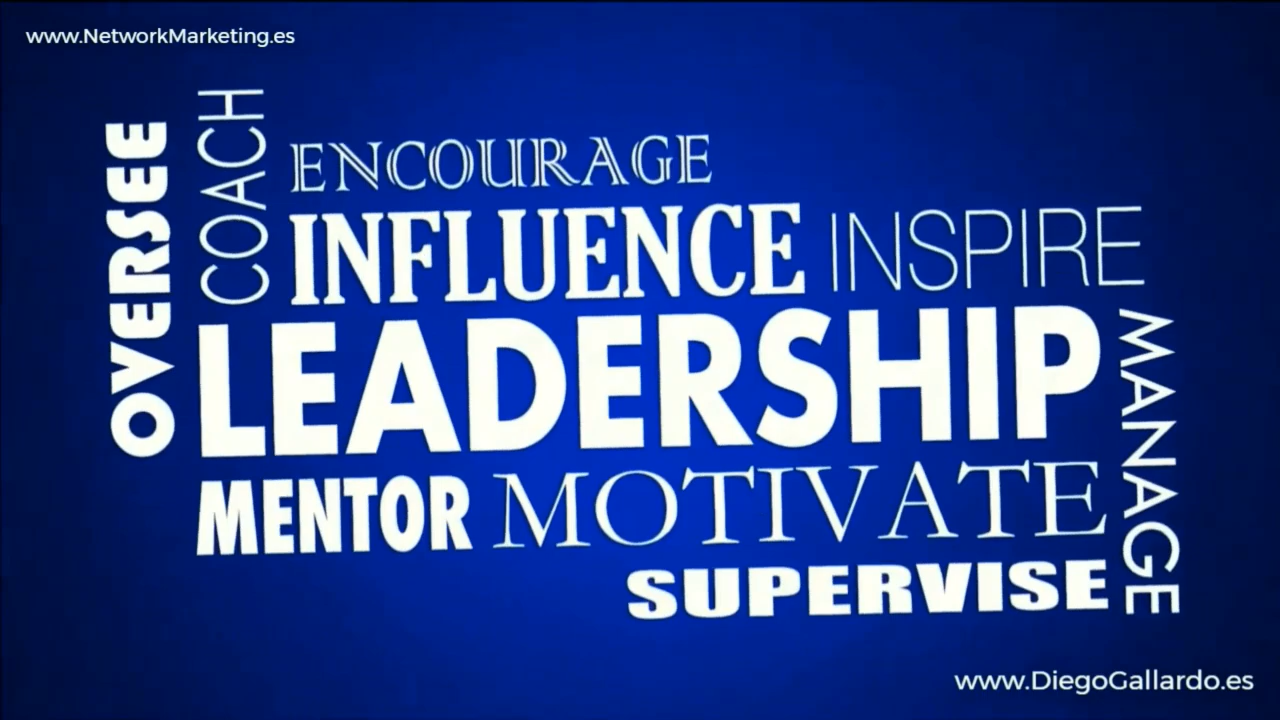 www.NetworkMarketing.es
OVERSEE
COACH
ENCOURAGE
INFLUENCE INSPIRE
LEADERSHIP
MANAGE
MENTOR MOTIVATE
SUPERVISE
www.DiegoGallardo.es